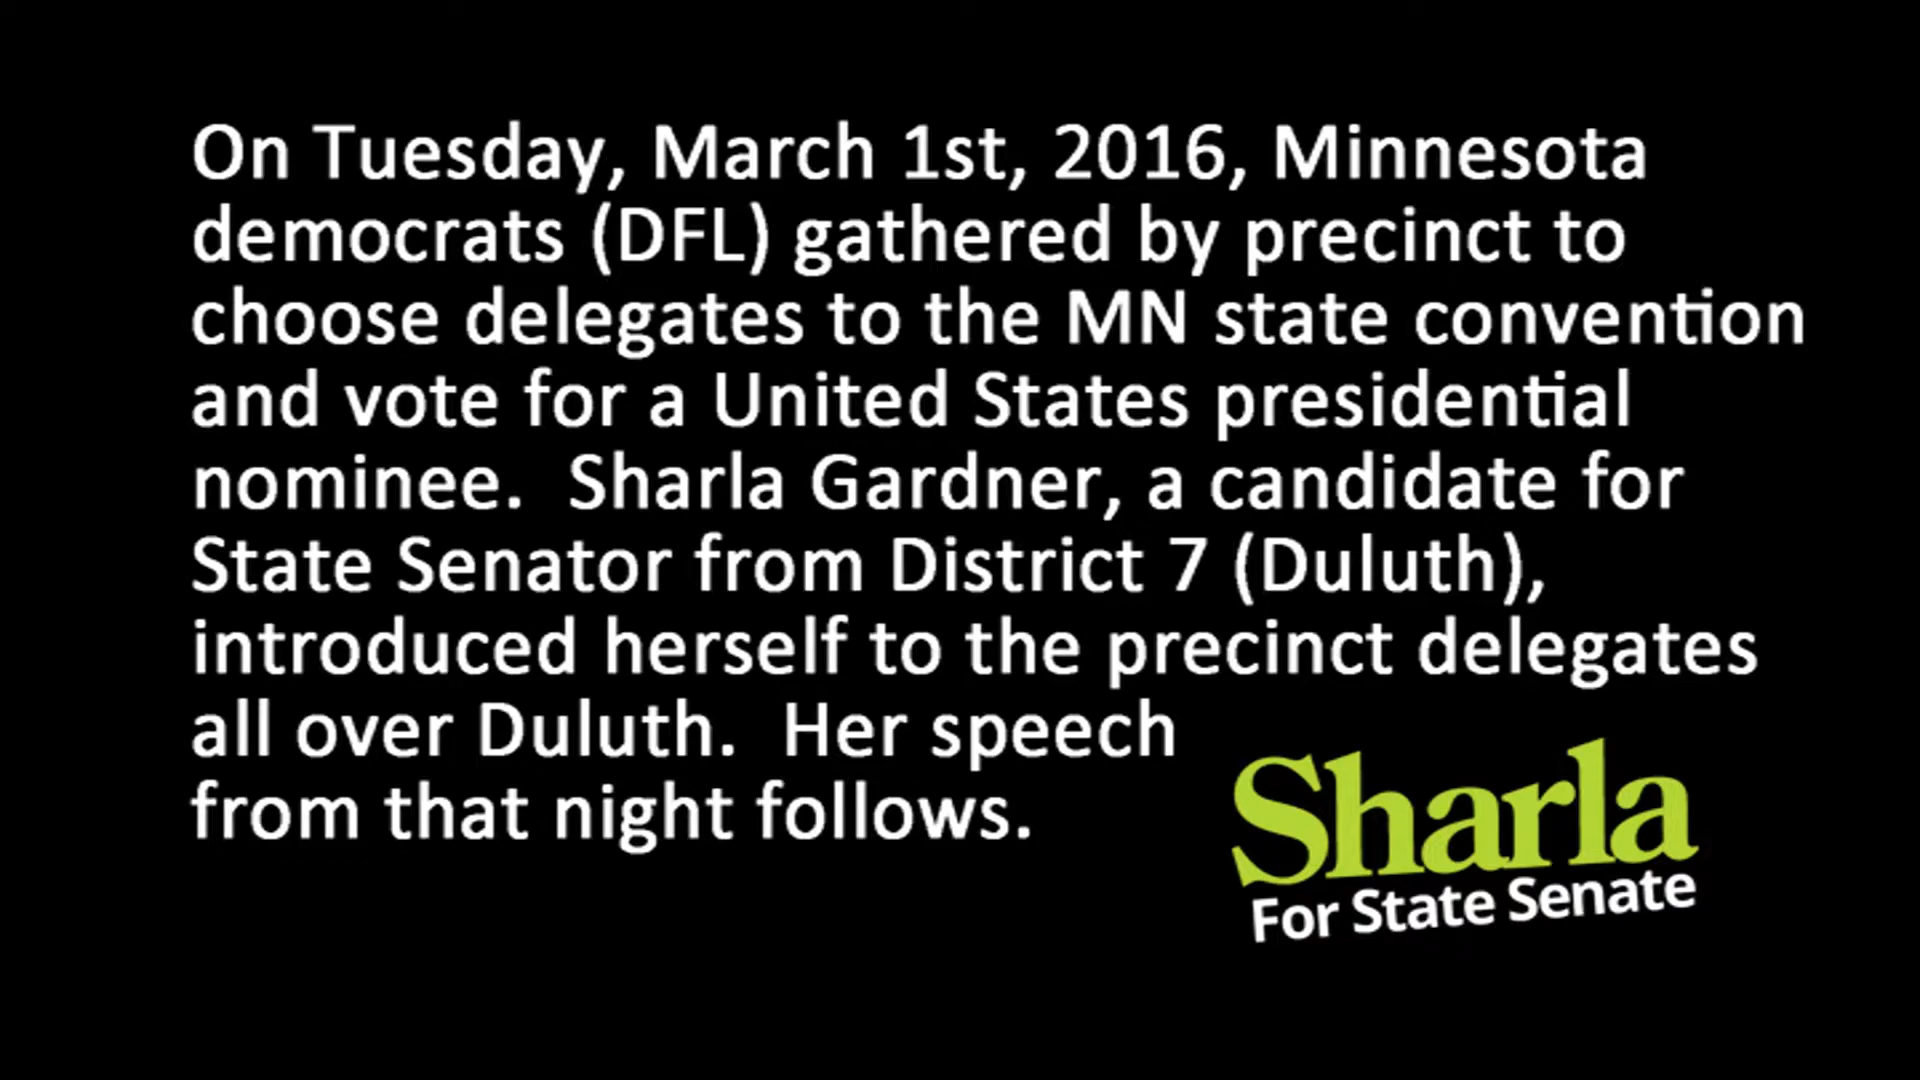 On Tuesday, March 1st, 2016, Minnesota
democrats (DFL) gathered by precinct to
choose delegates to the MN state convention
and vote for a United States presidential
nominee.  Sharla Gardner, a candidate for
State Senator from District 7 (Duluth),
introduced herself to the precinct delegates
all over Duluth.  Her speech
from that night follows.
Sharla
For State Senate